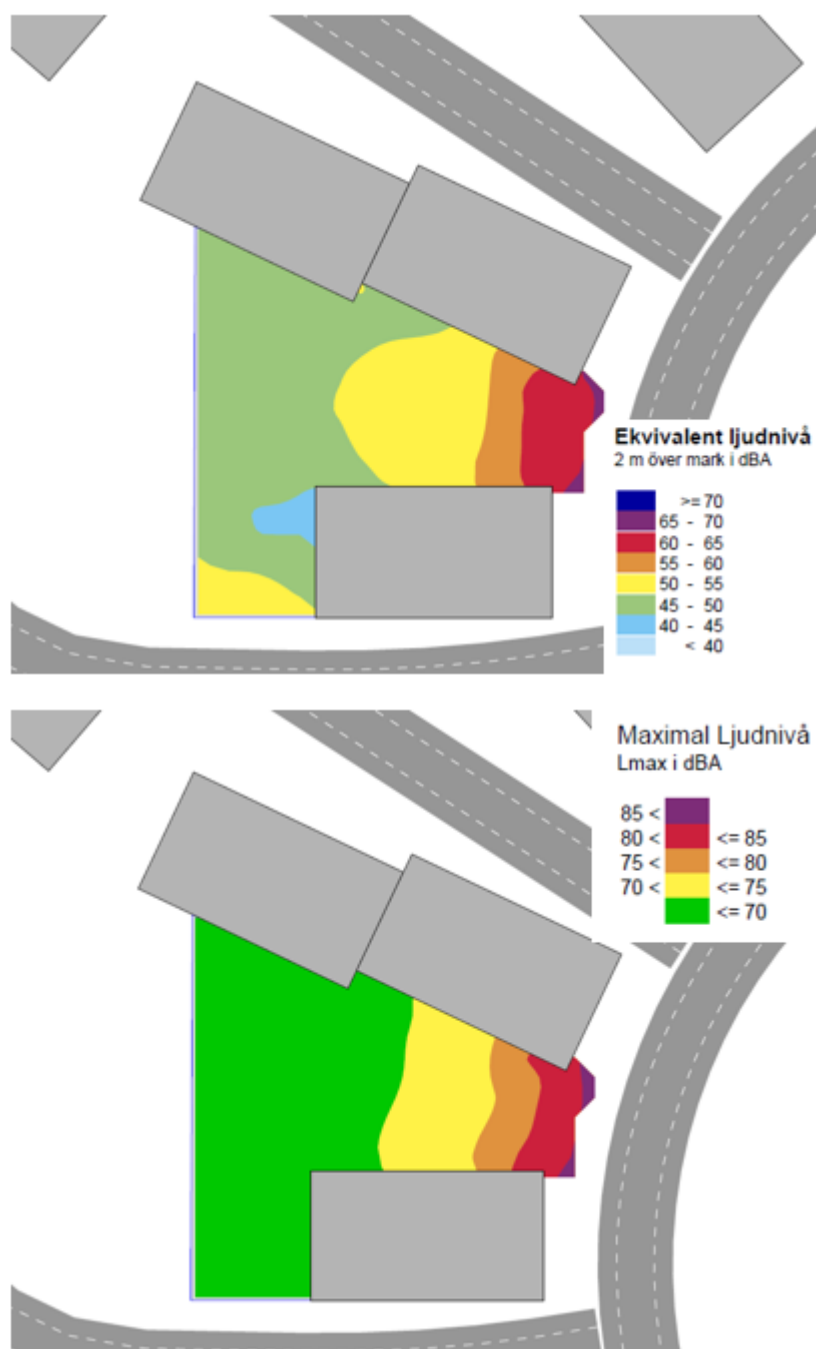 Ekvivalent ljudnivå
2 m över mark i dBA
>= 70
65 - 70
60 - 65
55 - 60
50 - 55
45 - 50
40 - 45
< 40
Maximal Ljudnivå
Lmax i dBA
85 <
80 < <= 85
75 < <= 80
70 < <= 75
<= 70